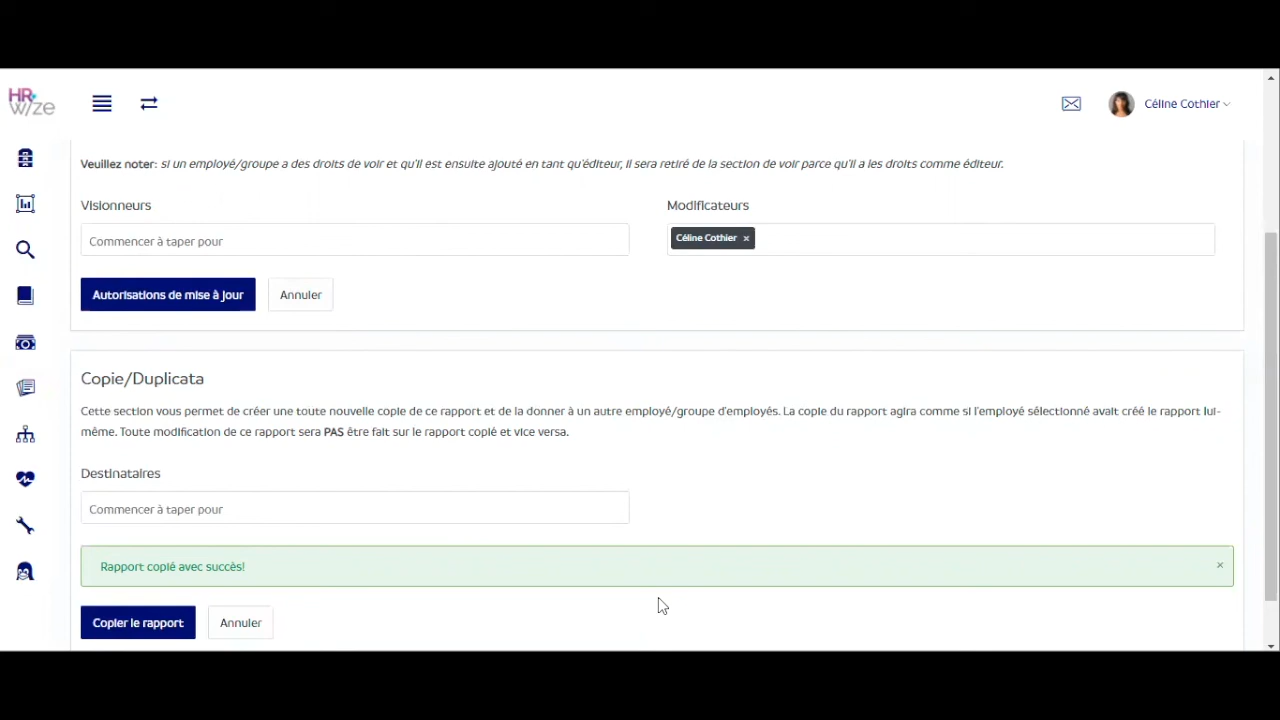 HR
wize
Céline Cothier
Veuillez noter: si un employé/groupe a des droits de voir et qu'il est ensuite ajouté en tant qu'éditeur, il sera retiré de la section de voir parce qu'il a les droits comme éditeur.
Visionneurs
Modificateurs
Commencer à taper pour
Céline Cothier ×
Autorisations de mise à jour
Annuler
Copie/Duplicata
Cette section vous permet de créer une toute nouvelle copie de ce rapport et de la donner à un autre employé/groupe d'employés. La copie du rapport agira comme si l'employé sélectionné avait créé le rapport lui-
même. Toute modification de ce rapport sera PAS être fait sur le rapport copié et vice versa.
Destinataires
Commencer à taper pour
Rapport copié avec succès!
×
Copier le rapport
Annuler